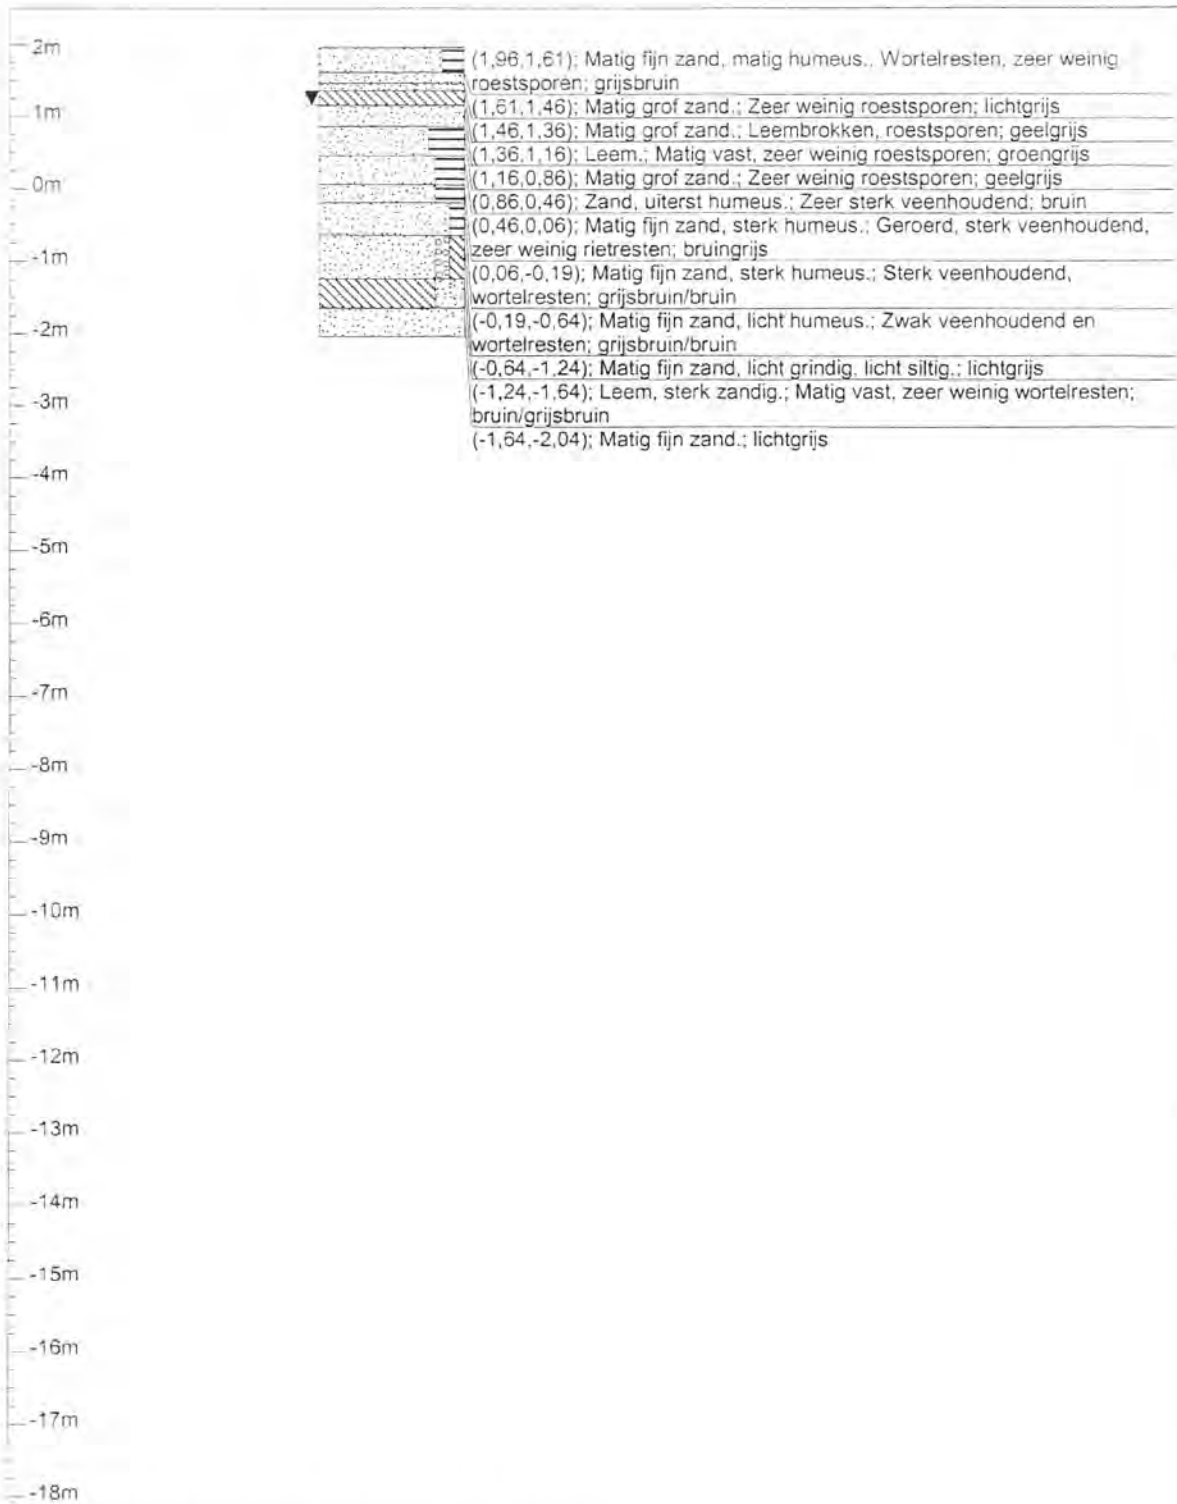 2m
1m
0m
-1m
-2m
-3m
-4m
-5m
-6m
-7m
-8m
-9m
-10m
-11m
-12m
-13m
-14m
-15m
-16m
-17m
-18m
(1,96,1,61); Matig fijn zand, matig humeus.. Wortelresten, zeer weinig
roestsporen; grijsbruin
(1,61,1,46); Matig grof zand.; Zeer weinig roestsporen; lichtgrijs
(1,46,1,36); Matig grof zand.; Leembrokken, roestsporen; geelgrijs
(1,36,1,16); Leem.; Matig vast, zeer weinig roestsporen; groengrijs
(1,16,0,86); Matig grof zand.; Zeer weinig roestsporen; geelgrijs
(0,86,0,46); Zand, uiterst humeus.; Zeer sterk veenhoudend; bruin
(0,46,0,06); Matig fijn zand, sterk humeus.; Geroerd, sterk veenhoudend,
zeer weinig rietresten; bruingrijs
(0,06,-0,19); Matig fijn zand, sterk humeus.; Sterk veenhoudend,
wortelresten; grijsbruin/bruin
(-0,19,-0,64); Matig fijn zand, licht humeus.; Zwak veenhoudend en
wortelresten; grijsbruin/bruin
(-0,64,-1,24); Matig fijn zand, licht grindig, licht siltig.; lichtgrijs
(-1,24,-1,64); Leem, sterk zandig.; Matig vast, zeer weinig wortelresten;
bruin/grijsbruin
(-1,64,-2,04); Matig fijn zand.; lichtgrijs